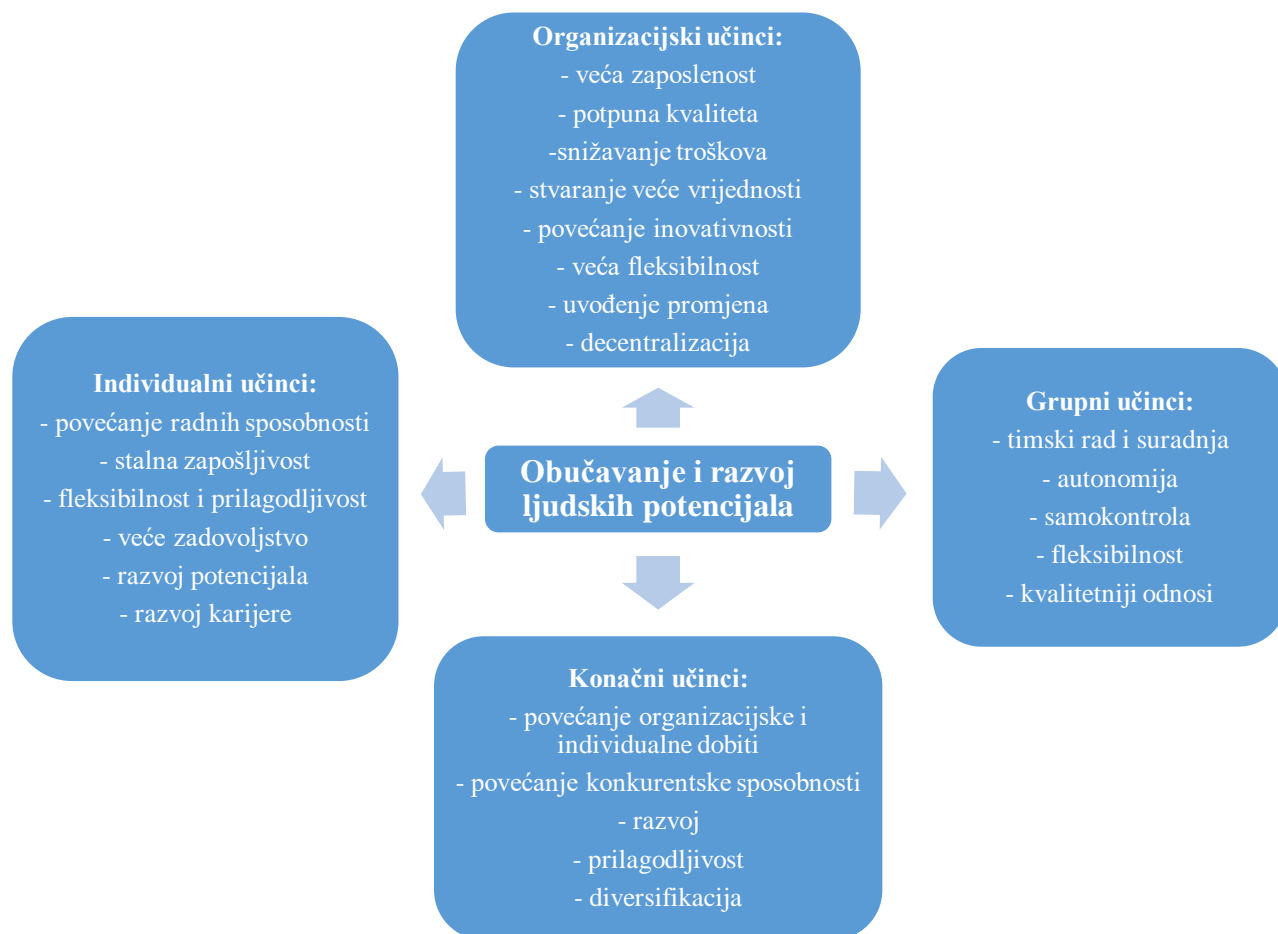 Organizacijski učinci:
- veća zaposlenost
- potpuna kvaliteta
-snižavanje troškova
- stvaranje veće vrijednosti
- povećanje inovativnosti
- veća fleksibilnost
- uvođenje promjena
- decentralizacija
Individualni učinci:
- povećanje radnih sposobnosti
- stalna zapošljivost
- fleksibilnost i prilagodljivost
- veće zadovoljstvo
- razvoj potencijala
- razvoj karijere
Obučavanje i razvoj
ljudskih potencijala
Grupni učinci:
- timski rad i suradnja
- autonomija
- samokontrola
- fleksibilnost
- kvalitetniji odnosi
Konačni učinci:
- povećanje organizacijske i
individualne dobiti
- povećanje konkurentske sposobnosti
- razvoj
- prilagodljivost
- diversifikacija